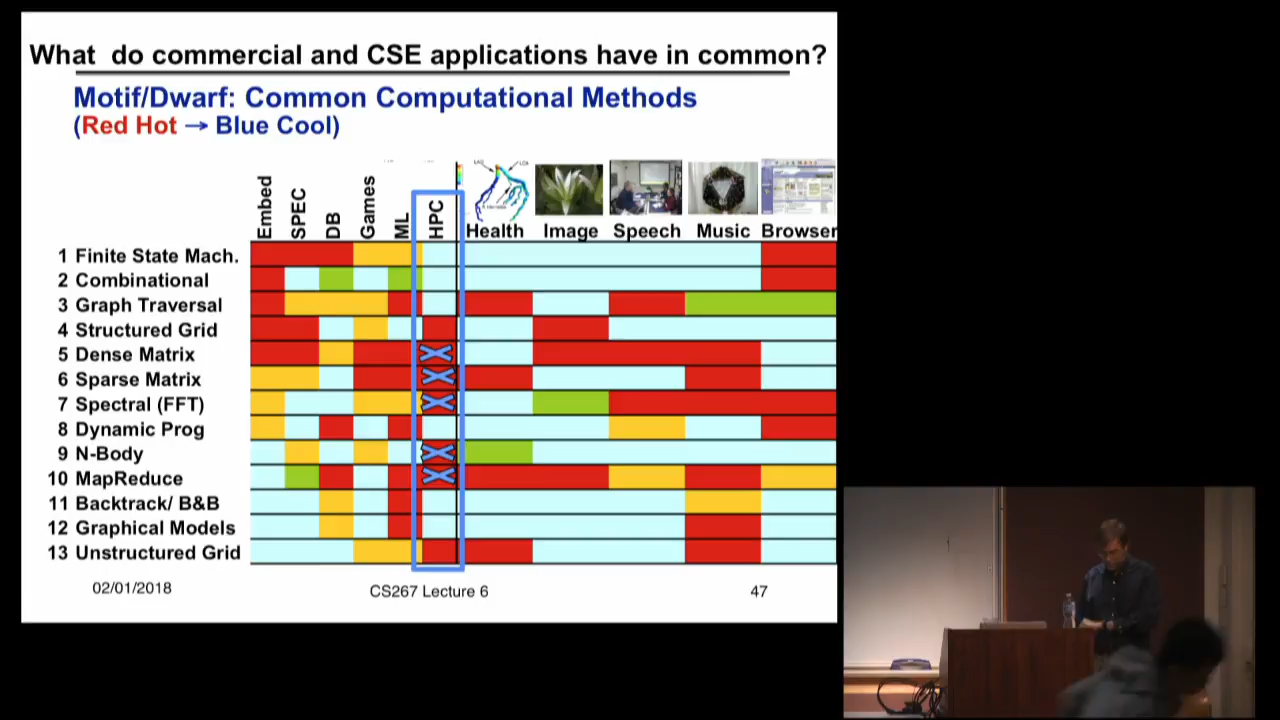 What do commercial and CSE applications have in common?
Motif/Dwarf: Common Computational Methods
(Red Hot → Blue Cool)
Embed
SPEC
DB
Games
ML
HPC
Health
Image
Speech
Music
Browser
1 Finite State Mach.
2 Combinational
3 Graph Traversal
4 Structured Grid
5 Dense Matrix
6 Sparse Matrix
7 Spectral (FFT)
8 Dynamic Prog
9 N-Body
10 MapReduce
11 Backtrack/ B&B
12 Graphical Models
13 Unstructured Grid
02/01/2018
CS267 Lecture 6
47